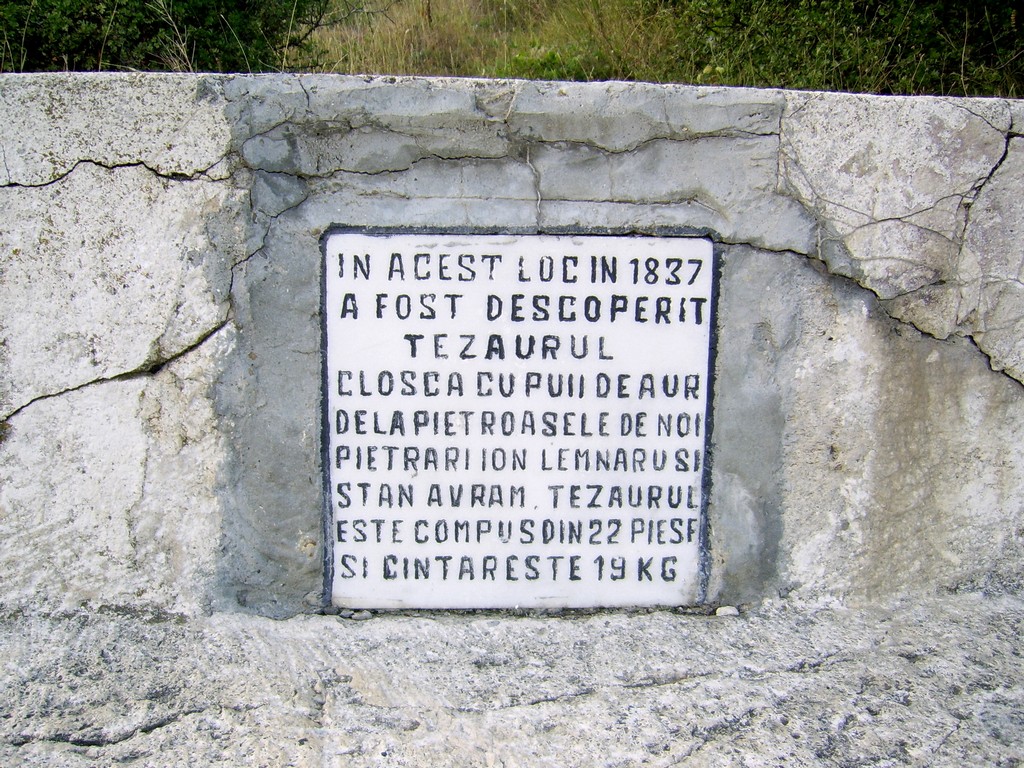 IN ACEST LOC IN 1837
A FOST DESCOPERIT
TEZAURUL
CLOSCA CU PUII DE AUR
DE LA PIETROASELE DE NOI
PIETRARI ION LEMNARU SI
STAN AVRAM. TEZAURUL
ESTE COMPUS DIN 22 PIESE
SI CINTARESTE 19 KG